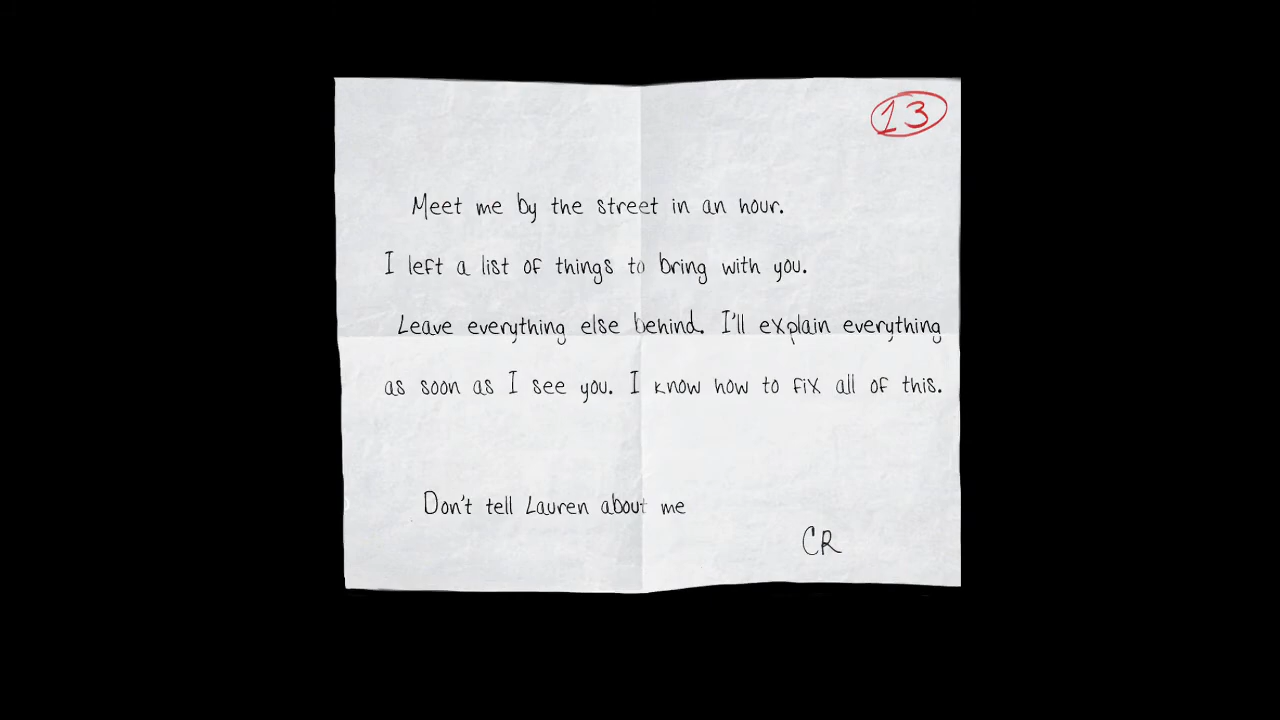 13
Meet me by the street in an hour.
I left a list of things to bring with you.
Leave everything else behind. I'll explain everything
as soon as I see you. I know how to fix all of this.
Don't tell Lauren about me
CR